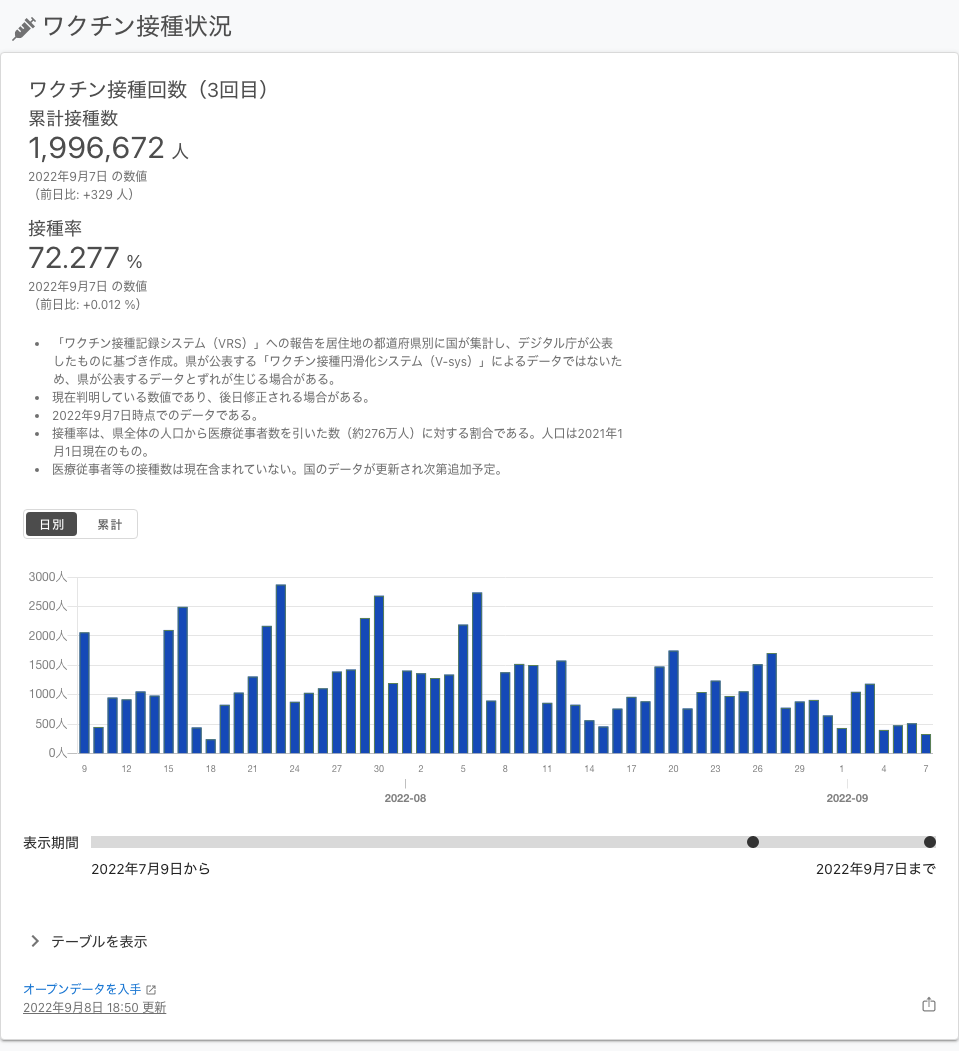 ワクチン接種状況
ワクチン接種回数（3回目）
累計接種数
1,996,672 人
2022年9月7日 の数値
（前日比: +329 人）
接種率
72.277 %
2022年9月7日 の数値
（前日比: +0.012 %）
• 「ワクチン接種記録システム（VRS）」への報告を居住地の都道府県別に国が集計し、デジタル庁が公表
したものに基づき作成。県が公表する「ワクチン接種円滑化システム（V-sys）」によるデータではないた
め、県が公表するデータとずれが生じる場合がある。
• 現在判明している数値であり、後日修正される場合がある。
• 2022年9月7日時点でのデータである。
• 接種率は、県全体の人口から医療従事者数を引いた数（約276万人）に対する割合である。人口は2021年1
月1日現在のもの。
• 医療従事者等の接種数は現在含まれていない。国のデータが更新され次第追加予定。
日別 累計
3000人
2500人
2000人
1500人
1000人
500人
0人
9 12 15 18 21 24 27 30 2 5 8 11 14 17 20 23 26 29 1 4 7
2022-08 2022-09
表示期間
2022年7月9日から 2022年9月7日まで
テーブルを表示
オープンデータを入手
2022年9月8日 18:50 更新